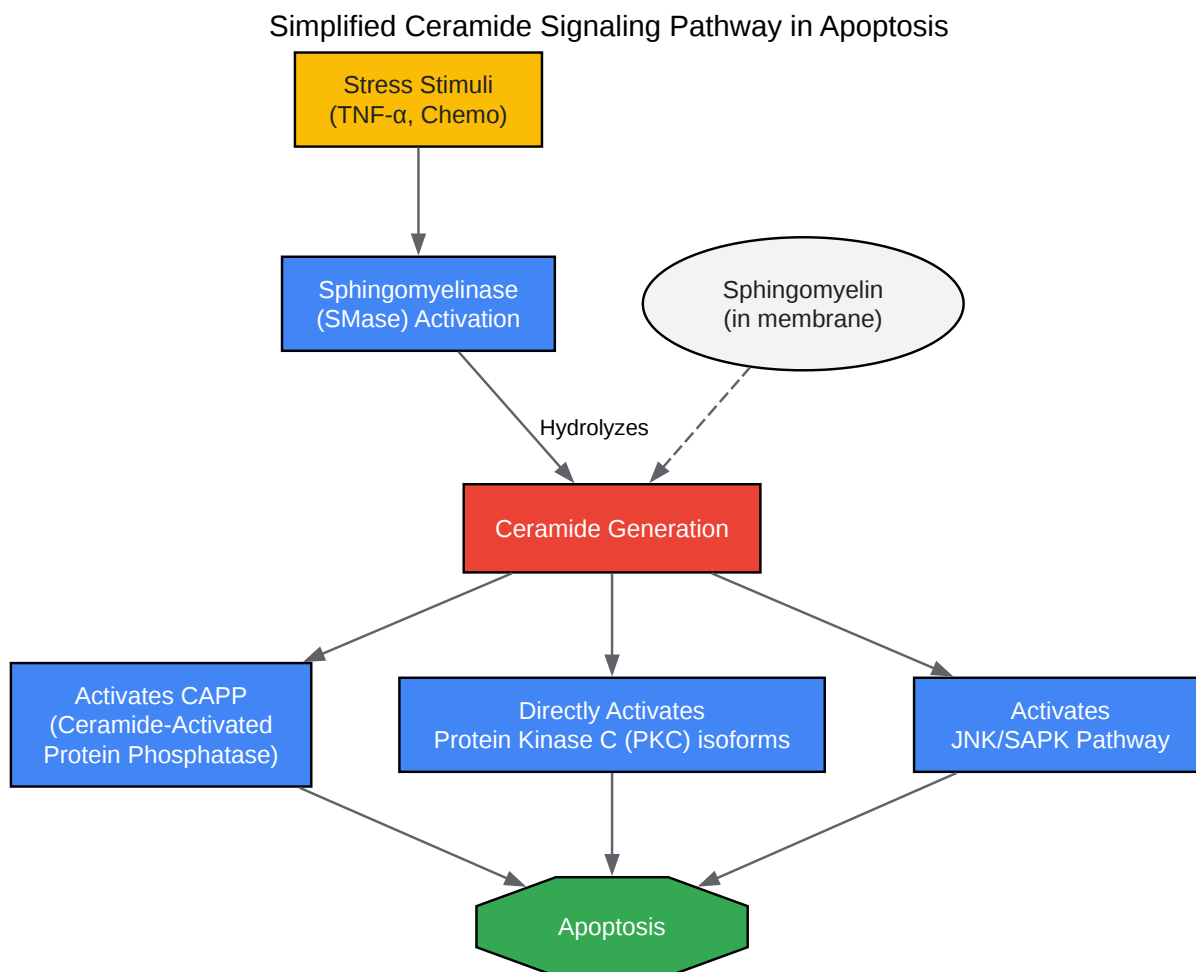 Simplified Ceramide Signaling Pathway in Apoptosis
Stress Stimuli
(TNF-α, Chemo)
Sphingomyelinase
(SMase) Activation
Sphingomyelin
(in membrane)
Hydrolyzes
Ceramide Generation
Activates CAPP
(Ceramide-Activated
Protein Phosphatase)
Directly Activates
Protein Kinase C (PKC) isoforms
Activates
JNK/SAPK Pathway
Apoptosis